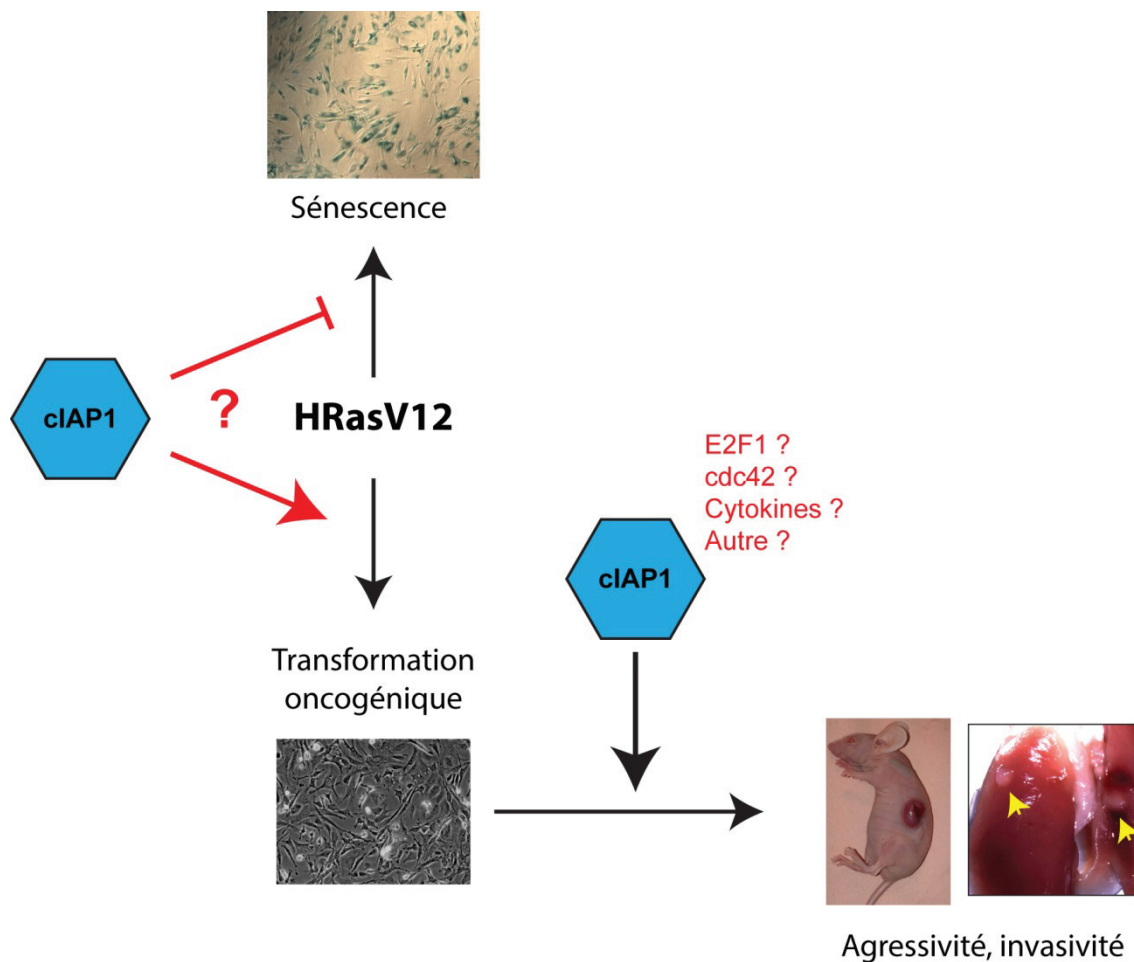 Sénescence
cIAP1
?
HRasV12
E2F1 ?
cdc42 ?
Cytokines ?
Autre ?
cIAP1
Transformation
oncogénique
Agressivité, invasivité